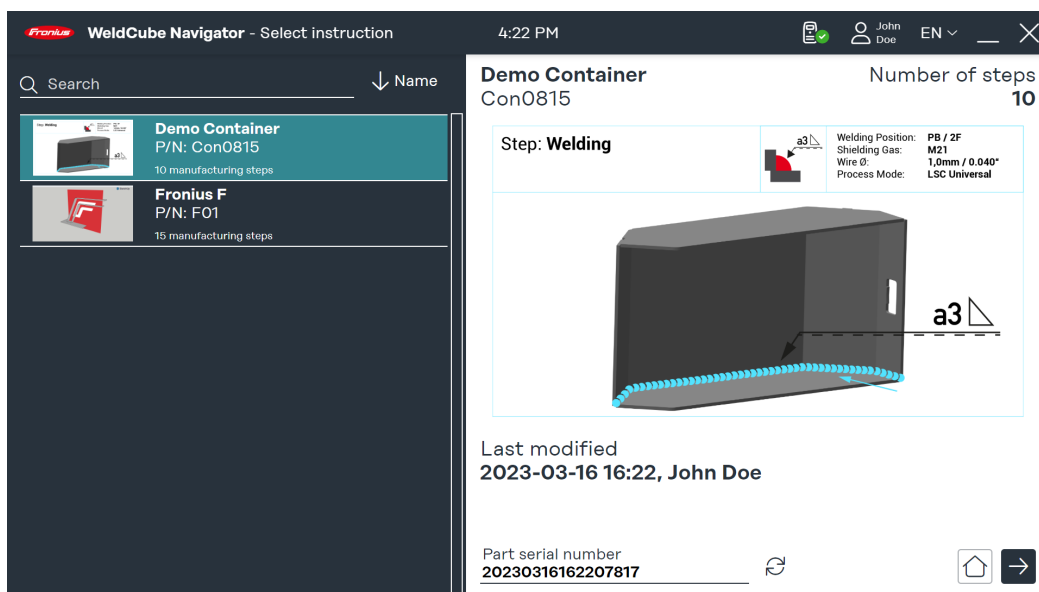 Fronius WeldCube Navigator - Select instruction 4:22 PM John Doe EN
Search Name
Demo Container
P/N: Con0815
10 manufacturing steps
Fronius F
P/N: F01
15 manufacturing steps
Demo Container Number of steps
Con0815 10
Step: Welding
a3
Welding Position: PB / 2F
Shielding Gas: M21
Wire Ø: 1,0mm / 0.040"
Process Mode: LSC Universal
a3
Last modified
2023-03-16 16:22, John Doe
Part serial number
20230316162207817